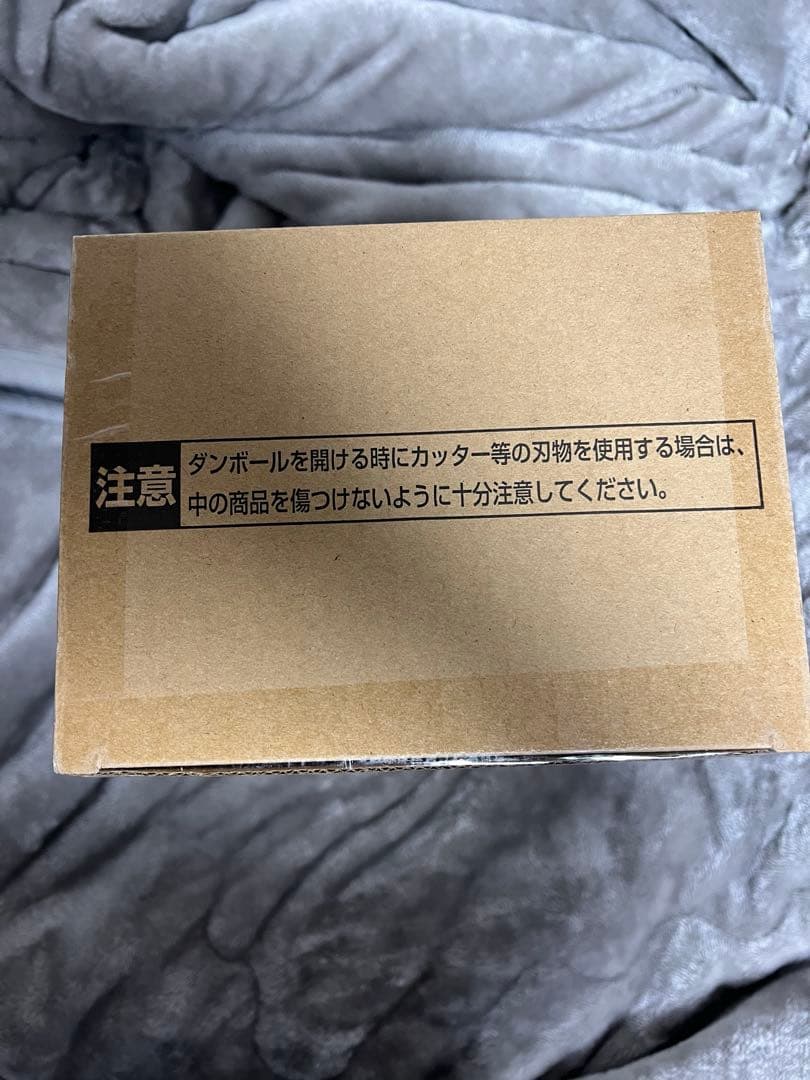 注意
ダンボールを開ける時にカッター等の刃物を使用する場合は、
中の商品を傷つけないように十分注意してください。